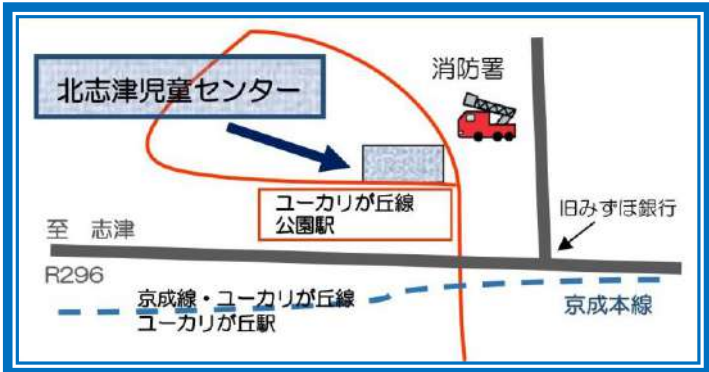 消防署
北志津児童センター
ユーカリが丘線
公園駅
旧みずほ銀行
至 志津
R296
京成線・ユーカリが丘線
ユーカリが丘駅
京成本線